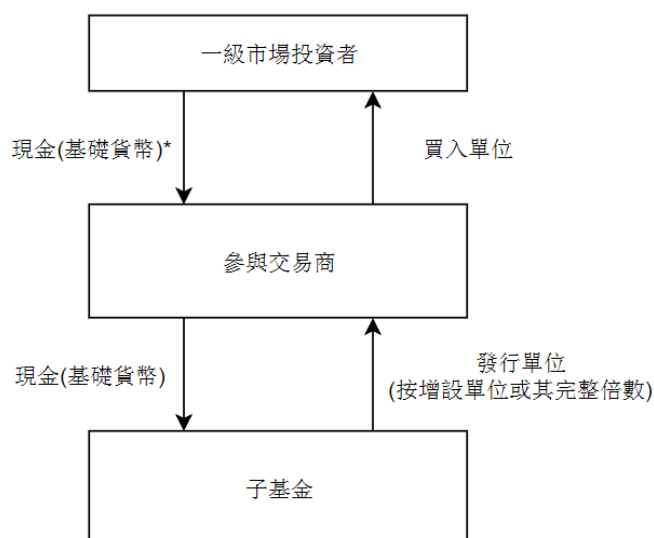 一級市場投資者
現金(基礎貨幣)*
買入單位
參與交易商
現金(基礎貨幣)
發行單位
(按增設單位或其完整倍數)
子基金